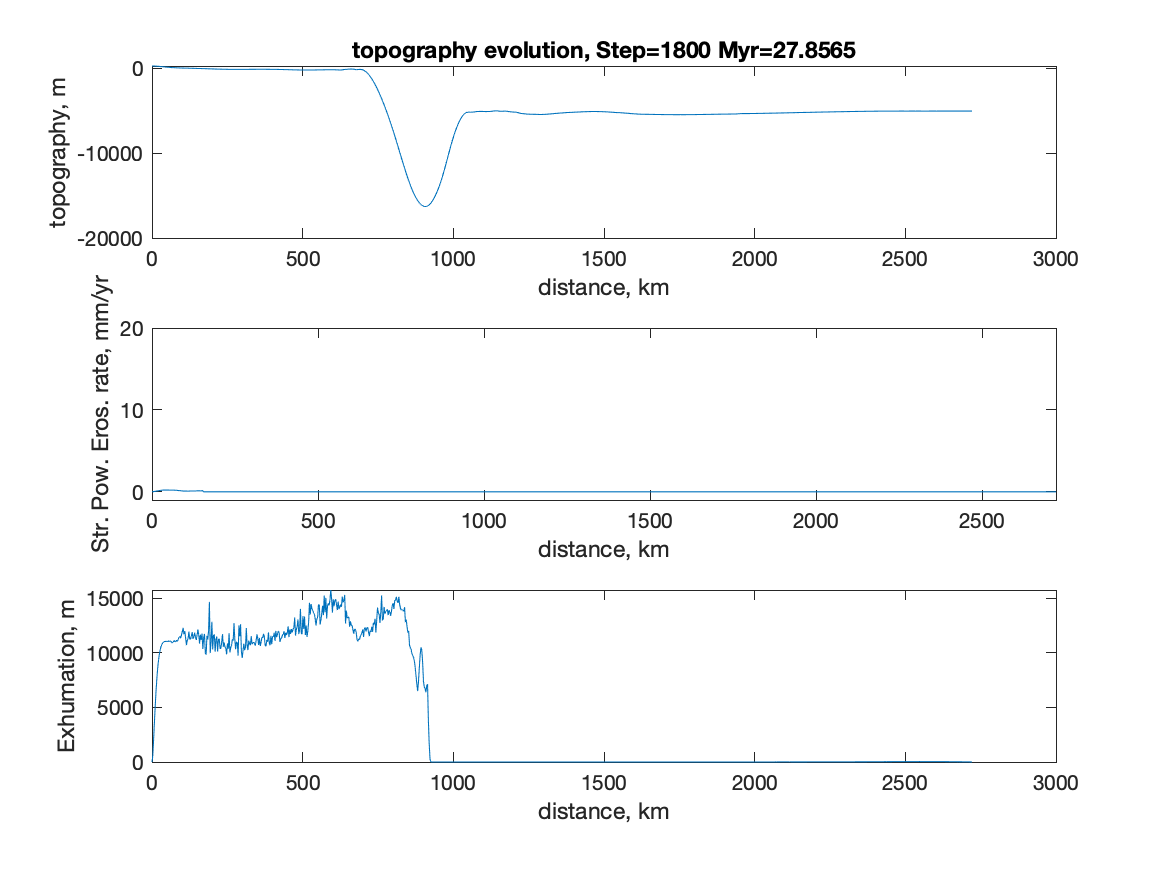 topography evolution, Step=1800 Myr=27.8565
topography, m
0
-10000
-20000
0 500 1000 1500 2000 2500 3000
distance, km
Str. Pow. Eros. rate, mm/yr
20
10
0
0 500 1000 1500 2000 2500
distance, km
Exhumation, m
15000
10000
5000
0
0 500 1000 1500 2000 2500 3000
distance, km